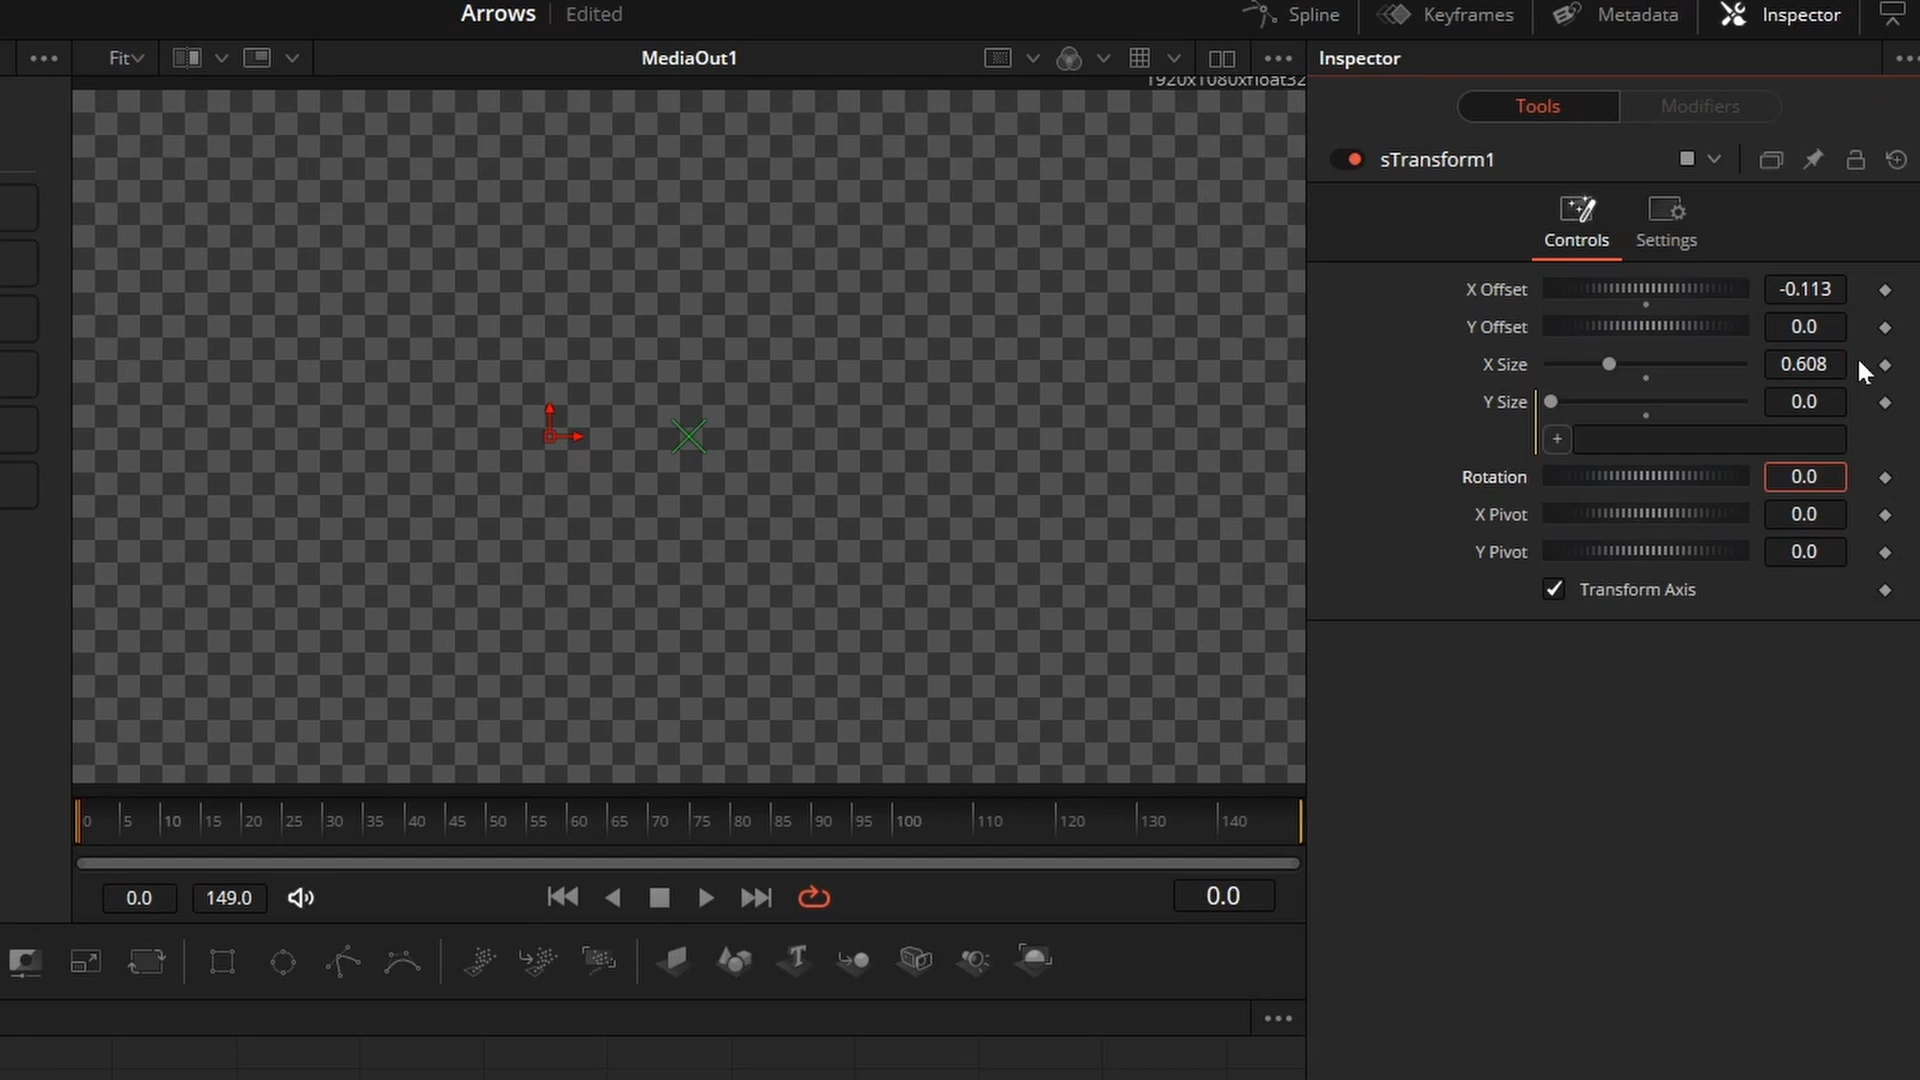 Arrows
Edited
Spline
Keyframes
Metadata
Inspector
Fit
MediaOut1
Inspector
1920x1080xfloat32
Tools
Modifiers
sTransform1
Controls
Settings
X Offset
-0.113
Y Offset
0.0
X Size
0.608
Y Size
0.0
+
Rotation
0.0
X Pivot
0.0
Y Pivot
0.0
Transform Axis
0 5 10 15 20 25 30 35 40 45 50 55 60 65 70 75 80 85 90 95 100 110 120 130 140
0.0
149.0
0.0